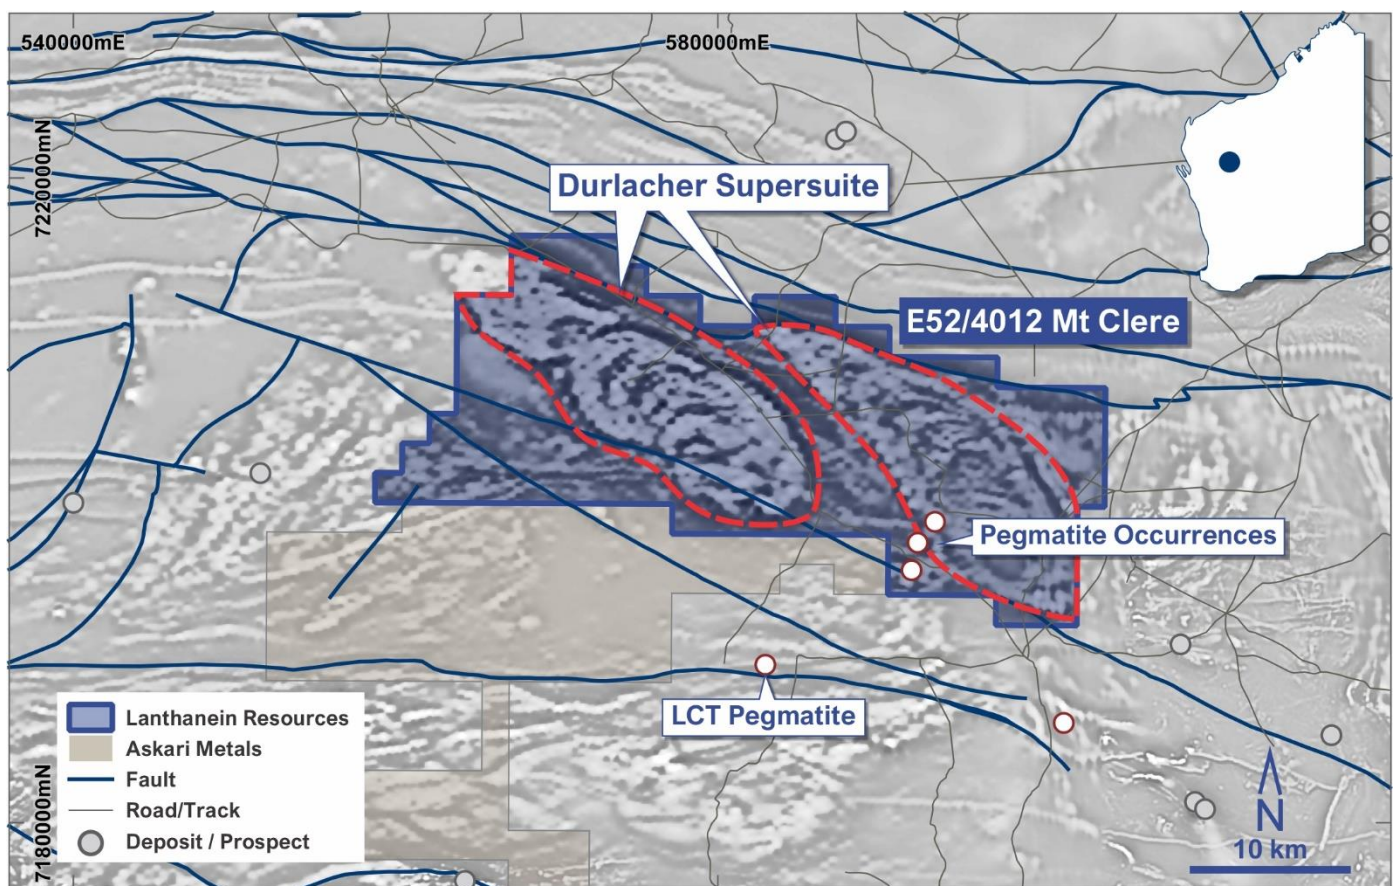 540000mE
580000mE
7220000mN
Durlacher Supersuite
E52/4012 Mt Clere
Pegmatite Occurrences
LCT Pegmatite
Lanthanein Resources
Askari Metals
Fault
Road/Track
Deposit / Prospect
7180000mN
N
10 km